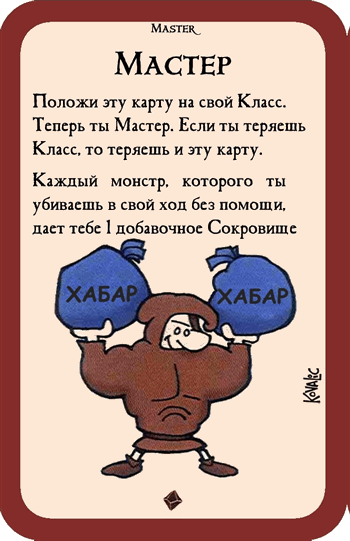 Master
Мастер
Положи эту карту на свой Класс.
Теперь ты Мастер. Если ты теряешь
Класс, то теряешь и эту карту.
Каждый монстр, которого ты
убиваешь в свой ход без помощи,
дает тебе 1 добавочное Сокровище
ХАБАР ХАБАР
Kovalic